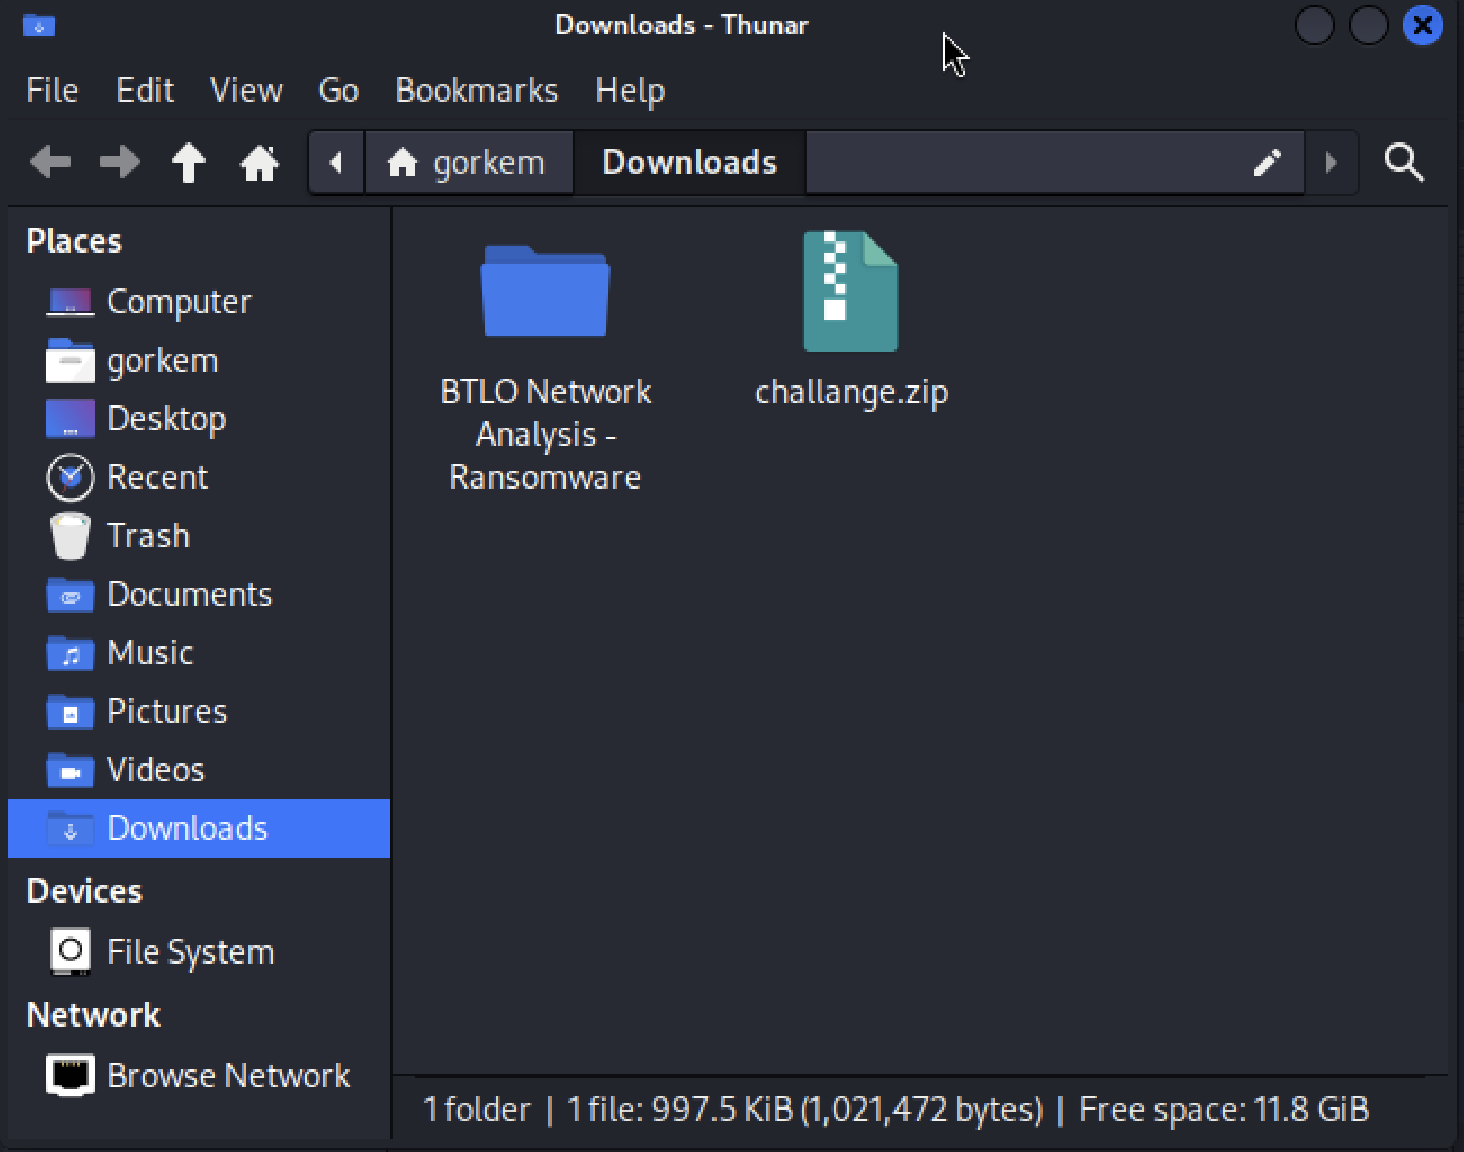 Downloads - Thunar
File Edit View Go Bookmarks Help
gorkem Downloads
Places
Computer
gorkem
Desktop
Recent
Trash
Documents
Music
Pictures
Videos
Downloads
Devices
File System
Network
Browse Network
BTLO Network
Analysis -
Ransomware
challange.zip
1 folder | 1 file: 997.5 KiB (1,021,472 bytes) | Free space: 11.8 GiB